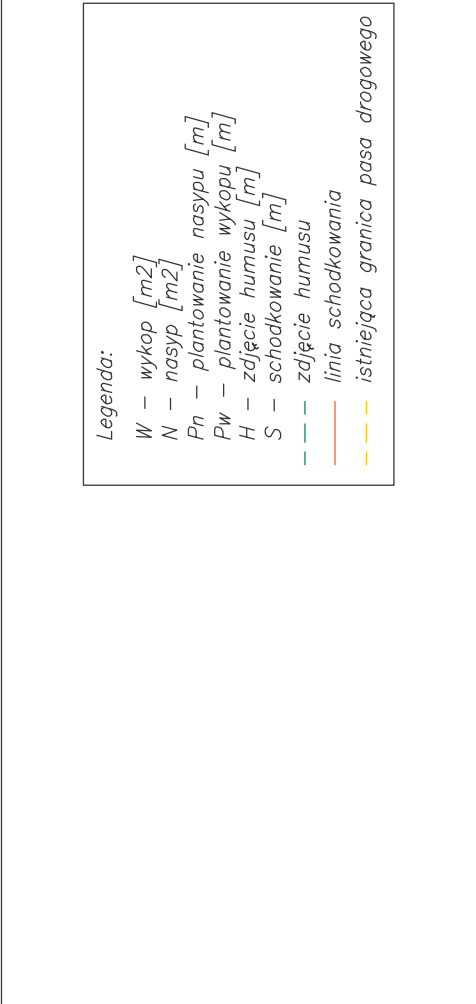 Legenda:
W – wykop [m2]
N – nasyp [m2]
Pn – plantowanie nasypu [m]
Pw – plantowanie wykopu [m]
H – zdjęcie humusu [m]
S – schodkowanie [m]
zdjęcie humusu
linia schodkowania
istniejąca granica pasa drogowego